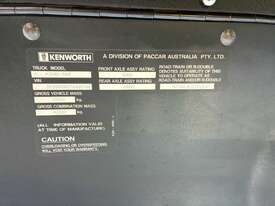 KENWORTH
A DIVISION OF PACCAR AUSTRALIA PTY. LTD.
TRUCK MODEL
FRONT AXLE ASSY RATING
ROAD-TRAIN OR B/DOUBLE
DENOTES SUITABILITY OF THIS
VEHICLE TO OPERATE AS
VIN
REAR AXLE ASSY RATING
ROAD-TRAIN AND/OR B/DOUBLE
GROSS VEHICLE MASS
GROSS COMBINATION MASS
(ALL INFORMATION VALID
AT TIME OF MANUFACTURE)
CAUTION
OVERLOADING OR OVERSPEEDING
MAY VOID WARRANTY